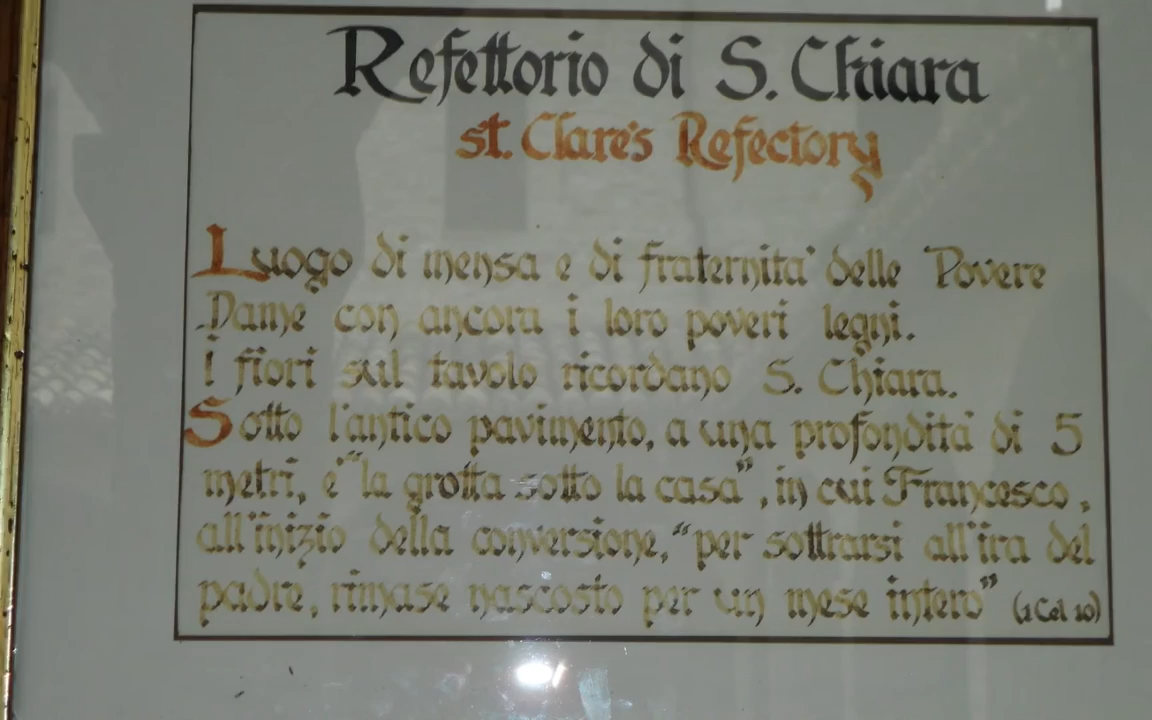 Refettorio di S. Chiara
st. Clare's Refectory
Luogo di mensa e di fraternita' delle Povere
Dame con ancora i loro poveri legni.
i fiori sul tavolo ricordano S. Chiara.
Sotto l'antico pavimento, a una profondità di 5
metri, e' "la grotta sotto la casa", in cui Francesco,
all'inizio della conversione, "per sottrarsi all'ira del
padre, rimase nascosto per un mese intero" (1 Cel 10)